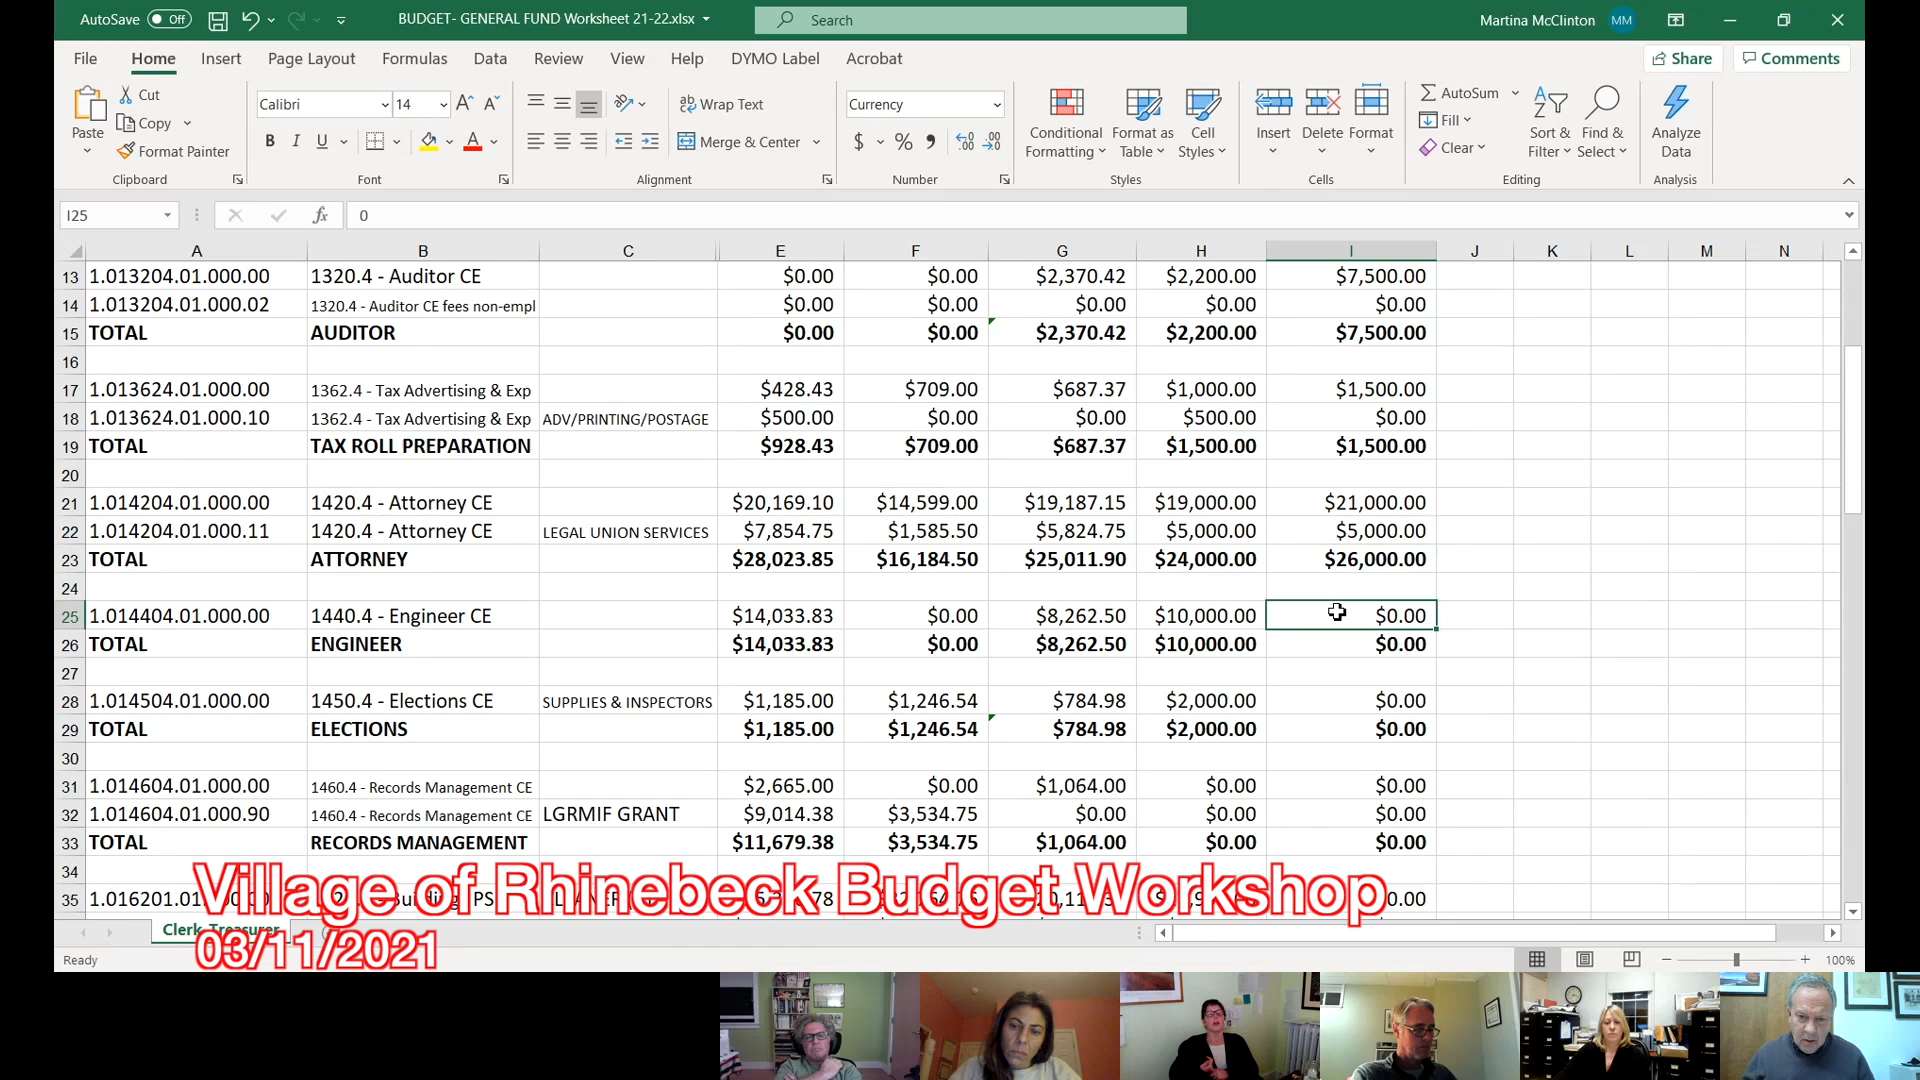 AutoSave Off BUDGET- GENERAL FUND Worksheet 21-22.xlsx Search Martina McClinton MM
File Home Insert Page Layout Formulas Data Review View Help DYMO Label Acrobat Share Comments
Paste Cut Copy Format Painter Clipboard
Calibri 14 B I U A Font
Wrap Text Merge & Center Alignment
Currency $ % Number
Conditional Formatting Format as Table Cell Styles Styles
Insert Delete Format Cells
AutoSum Fill Clear Sort & Filter Find & Select Editing
Analyze Data Analysis
I25 fx 0
A B C E F G H I J K L M N
13 1.013204.01.000.00 1320.4 - Auditor CE $0.00 $0.00 $2,370.42 $2,200.00 $7,500.00
14 1.013204.01.000.02 1320.4 - Auditor CE fees non-empl $0.00 $0.00 $0.00 $0.00 $0.00
15 TOTAL AUDITOR $0.00 $0.00 $2,370.42 $2,200.00 $7,500.00
16
17 1.013624.01.000.00 1362.4 - Tax Advertising & Exp $428.43 $709.00 $687.37 $1,000.00 $1,500.00
18 1.013624.01.000.10 1362.4 - Tax Advertising & Exp ADV/PRINTING/POSTAGE $500.00 $0.00 $0.00 $500.00 $0.00
19 TOTAL TAX ROLL PREPARATION $928.43 $709.00 $687.37 $1,500.00 $1,500.00
20
21 1.014204.01.000.00 1420.4 - Attorney CE $20,169.10 $14,599.00 $19,187.15 $19,000.00 $21,000.00
22 1.014204.01.000.11 1420.4 - Attorney CE LEGAL UNION SERVICES $7,854.75 $1,585.50 $5,824.75 $5,000.00 $5,000.00
23 TOTAL ATTORNEY $28,023.85 $16,184.50 $25,011.90 $24,000.00 $26,000.00
24
25 1.014404.01.000.00 1440.4 - Engineer CE $14,033.83 $0.00 $8,262.50 $10,000.00 $0.00
26 TOTAL ENGINEER $14,033.83 $0.00 $8,262.50 $10,000.00 $0.00
27
28 1.014504.01.000.00 1450.4 - Elections CE SUPPLIES & INSPECTORS $1,185.00 $1,246.54 $784.98 $2,000.00 $0.00
29 TOTAL ELECTIONS $1,185.00 $1,246.54 $784.98 $2,000.00 $0.00
30
31 1.014604.01.000.00 1460.4 - Records Management CE $2,665.00 $0.00 $1,064.00 $0.00 $0.00
32 1.014604.01.000.90 1460.4 - Records Management CE LGRMIF GRANT $9,014.38 $3,534.75 $0.00 $0.00 $0.00
33 TOTAL RECORDS MANAGEMENT $11,679.38 $3,534.75 $1,064.00 $0.00 $0.00
34
Village of Rhinebeck Budget Workshop
35 1.016201.01.
Clerk-Treasurer
03/11/2021
Ready 100%